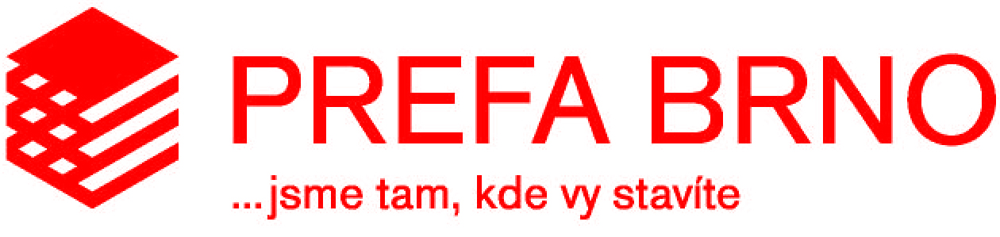 PREFA BRNO
...jsme tam, kde vy stavíte